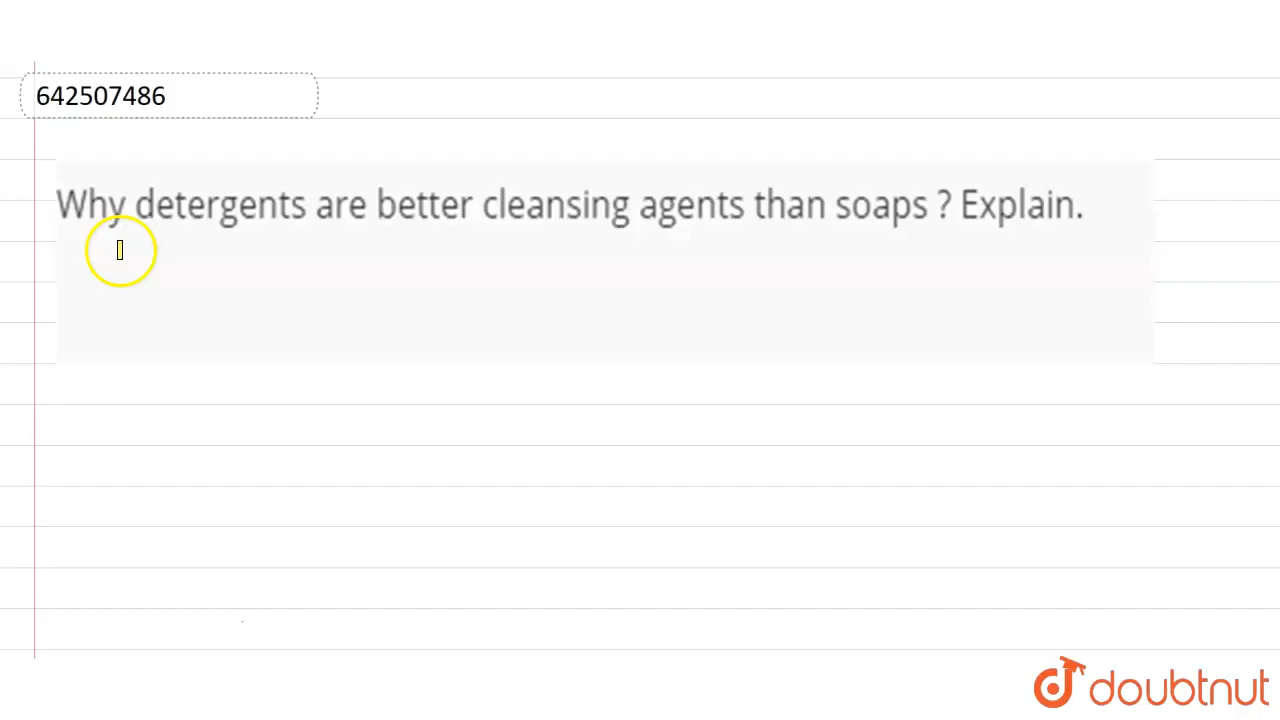 642507486
Why detergents are better cleansing agents than soaps ? Explain.
doubtnut